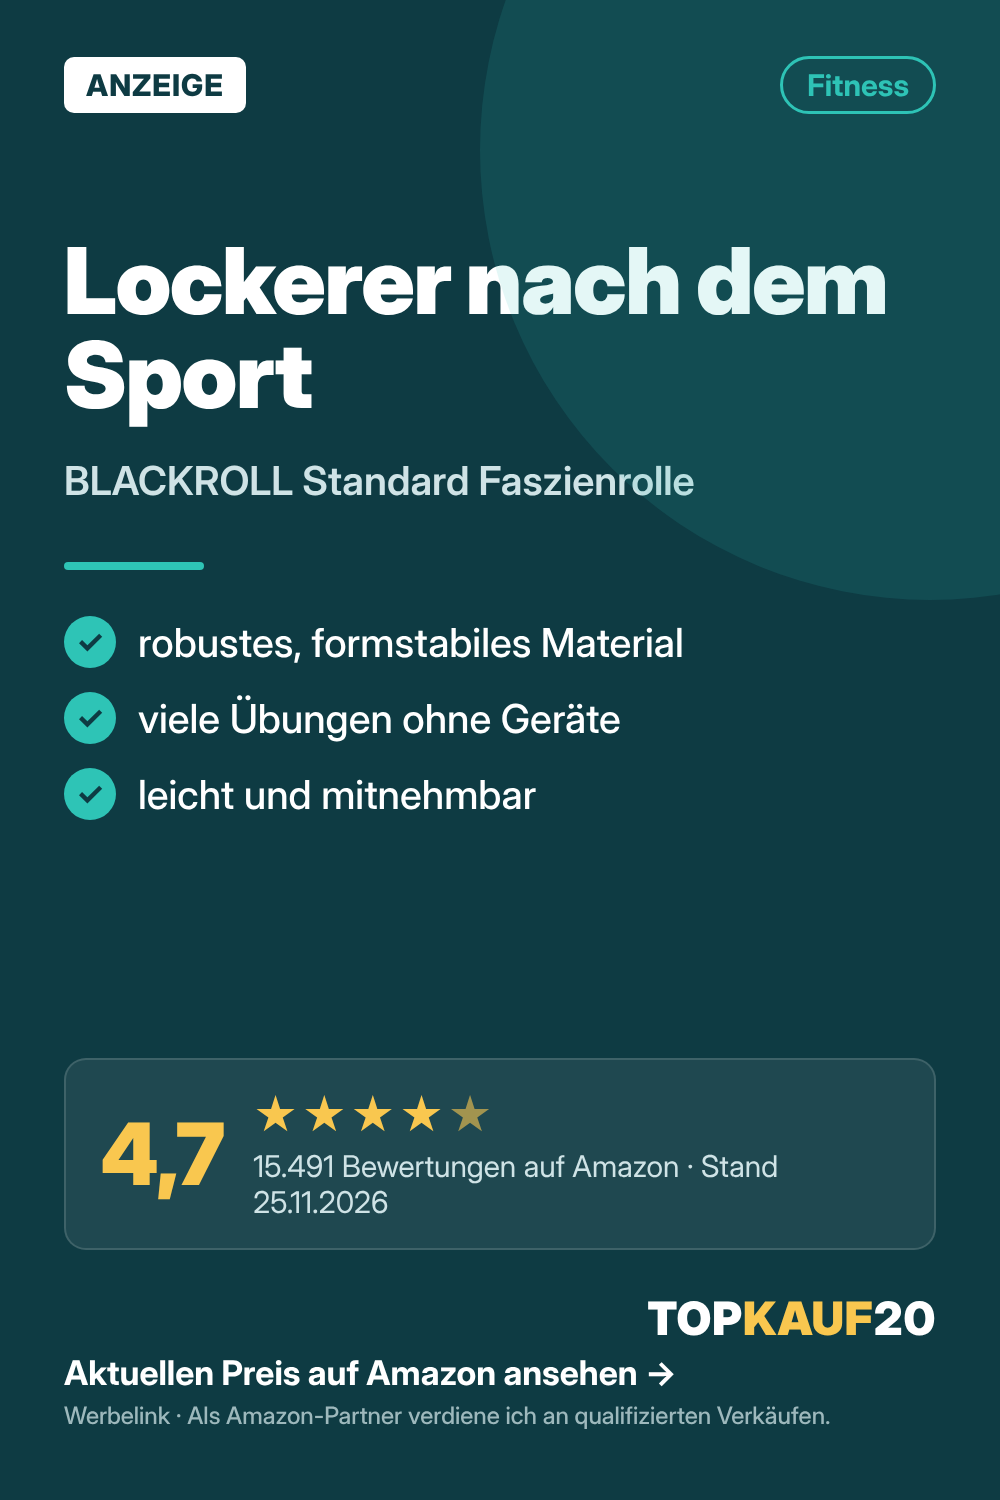 ANZEIGE
Fitness
Lockerer nach dem
Sport
BLACKROLL Standard Faszienrolle
robustes, formstabiles Material
viele Übungen ohne Geräte
leicht und mitnehmbar
4,7
15.491 Bewertungen auf Amazon · Stand
25.11.2026
TOPKAUF20
Aktuellen Preis auf Amazon ansehen →
Werbelink · Als Amazon-Partner verdiene ich an qualifizierten Verkäufen.